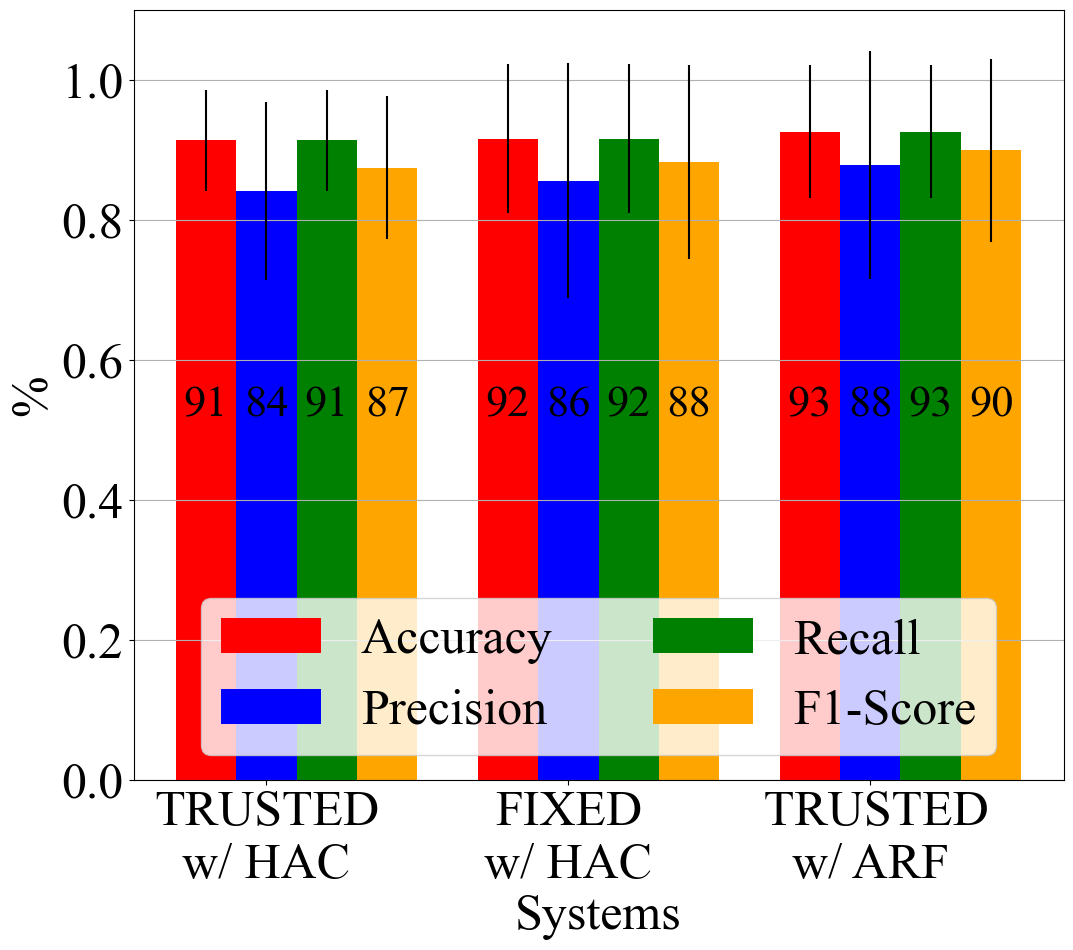 %
1.0
0.8
0.6
0.4
0.2
0.0
91 84 91 87 92 86 92 88 93 88 93 90
Accuracy Recall
Precision F1-Score
TRUSTED FIXED TRUSTED
w/ HAC w/ HAC w/ ARF
Systems